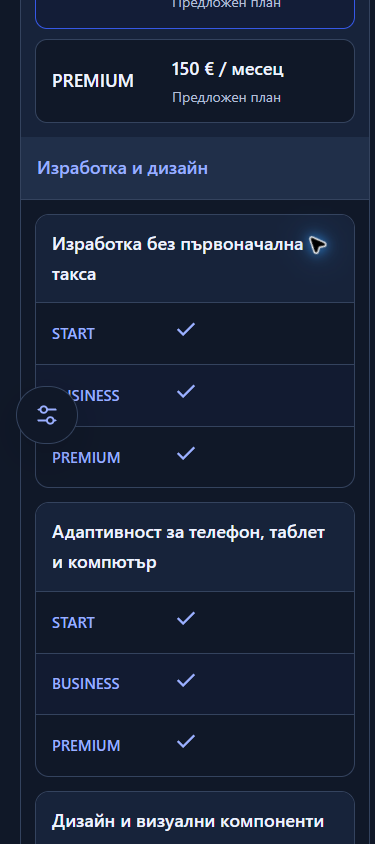 Предложен план
PREMIUM
150 € / месец
Предложен план
Изработка и дизайн
Изработка без първоначална
такса
START
SINESS
PREMIUM
Адаптивност за телефон, таблет
и компютър
START
BUSINESS
PREMIUM
Дизайн и визуални компоненти